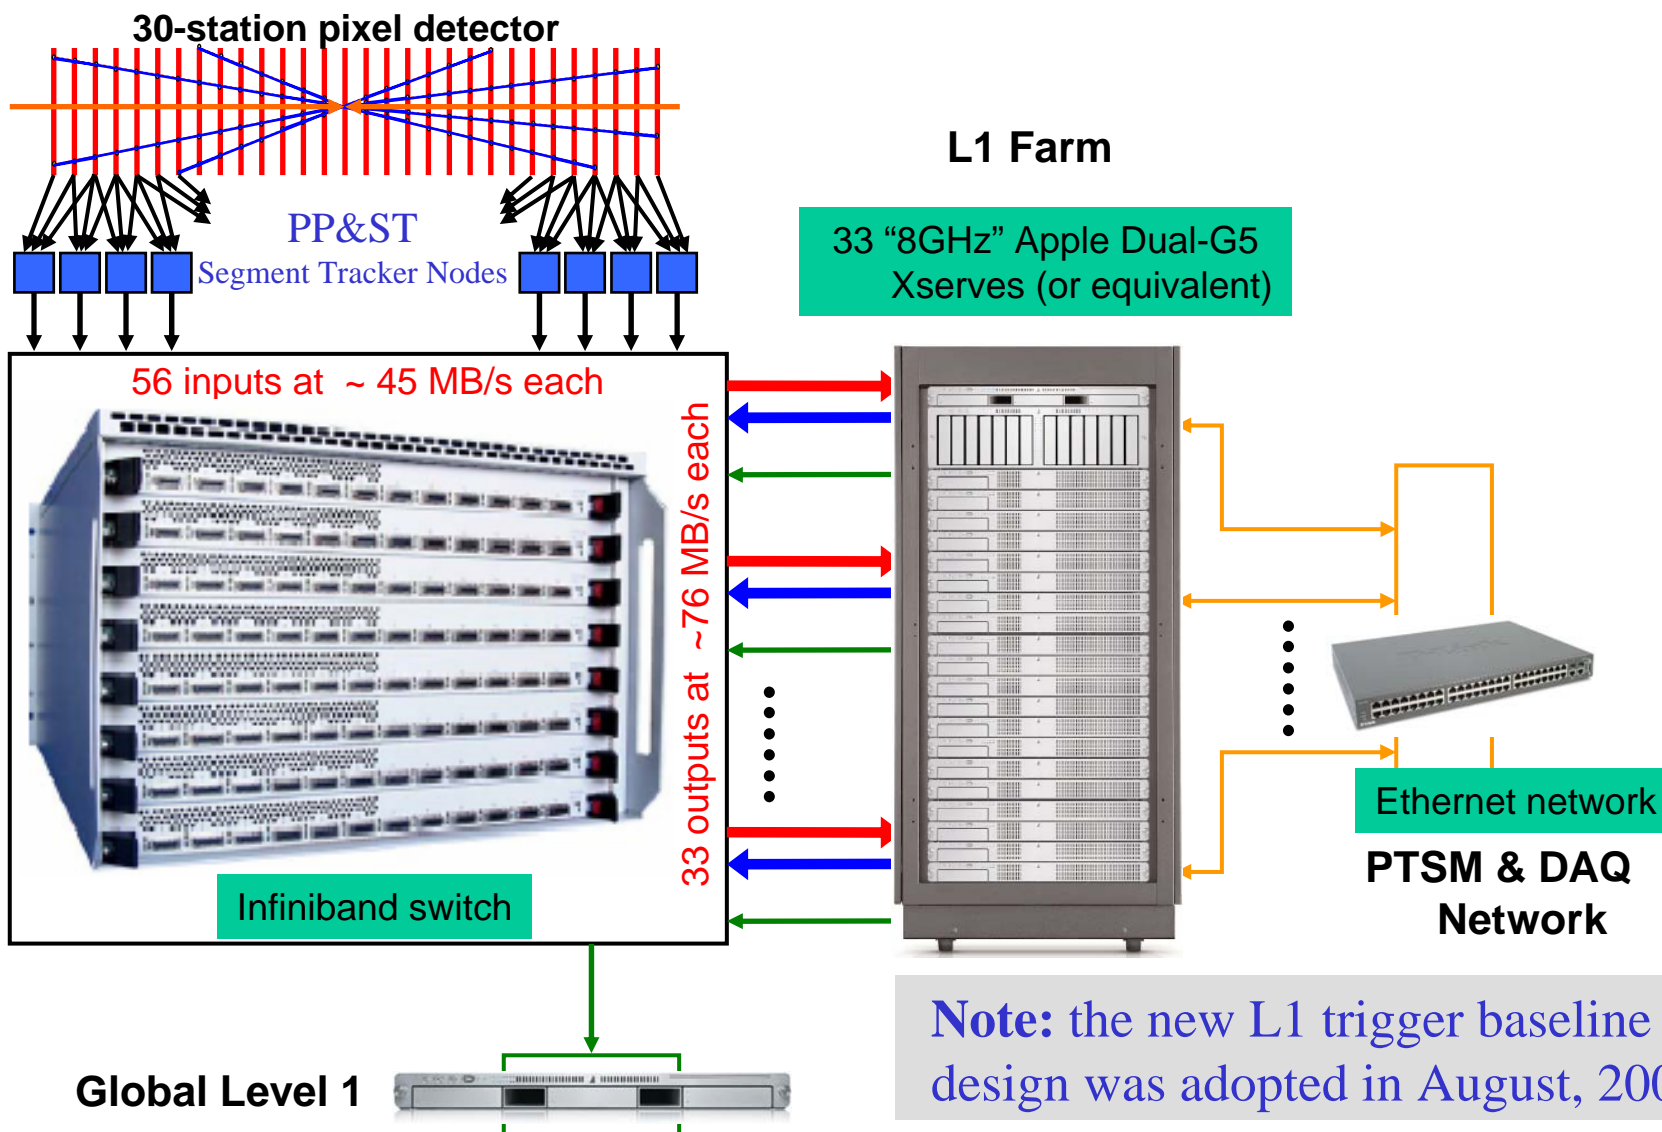 30-station pixel detector
L1 Farm
PP&ST
Segment Tracker Nodes
33 “8GHz” Apple Dual-G5
Xserves (or equivalent)
56 inputs at ~ 45 MB/s each
33 outputs at ~76 MB/s each
Infiniband switch
Ethernet network
PTSM & DAQ
Network
Note: the new L1 trigger baseline
design was adopted in August,
Global Level 1